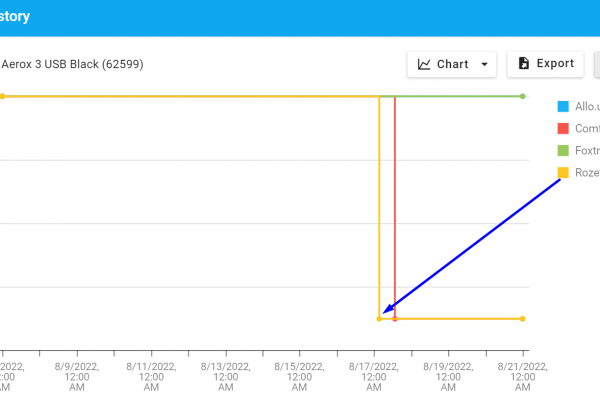 story
Aerox 3 USB Black (62599)
Chart
Export
Allo.u
Comf
Foxtr
Roze
2022, 8/9/2022, 8/11/2022, 8/13/2022, 8/15/2022, 8/17/2022, 8/19/2022, 8/21/2022,
2:00 12:00 12:00 12:00 12:00 12:00 12:00 12:00
AM AM AM AM AM AM AM AM